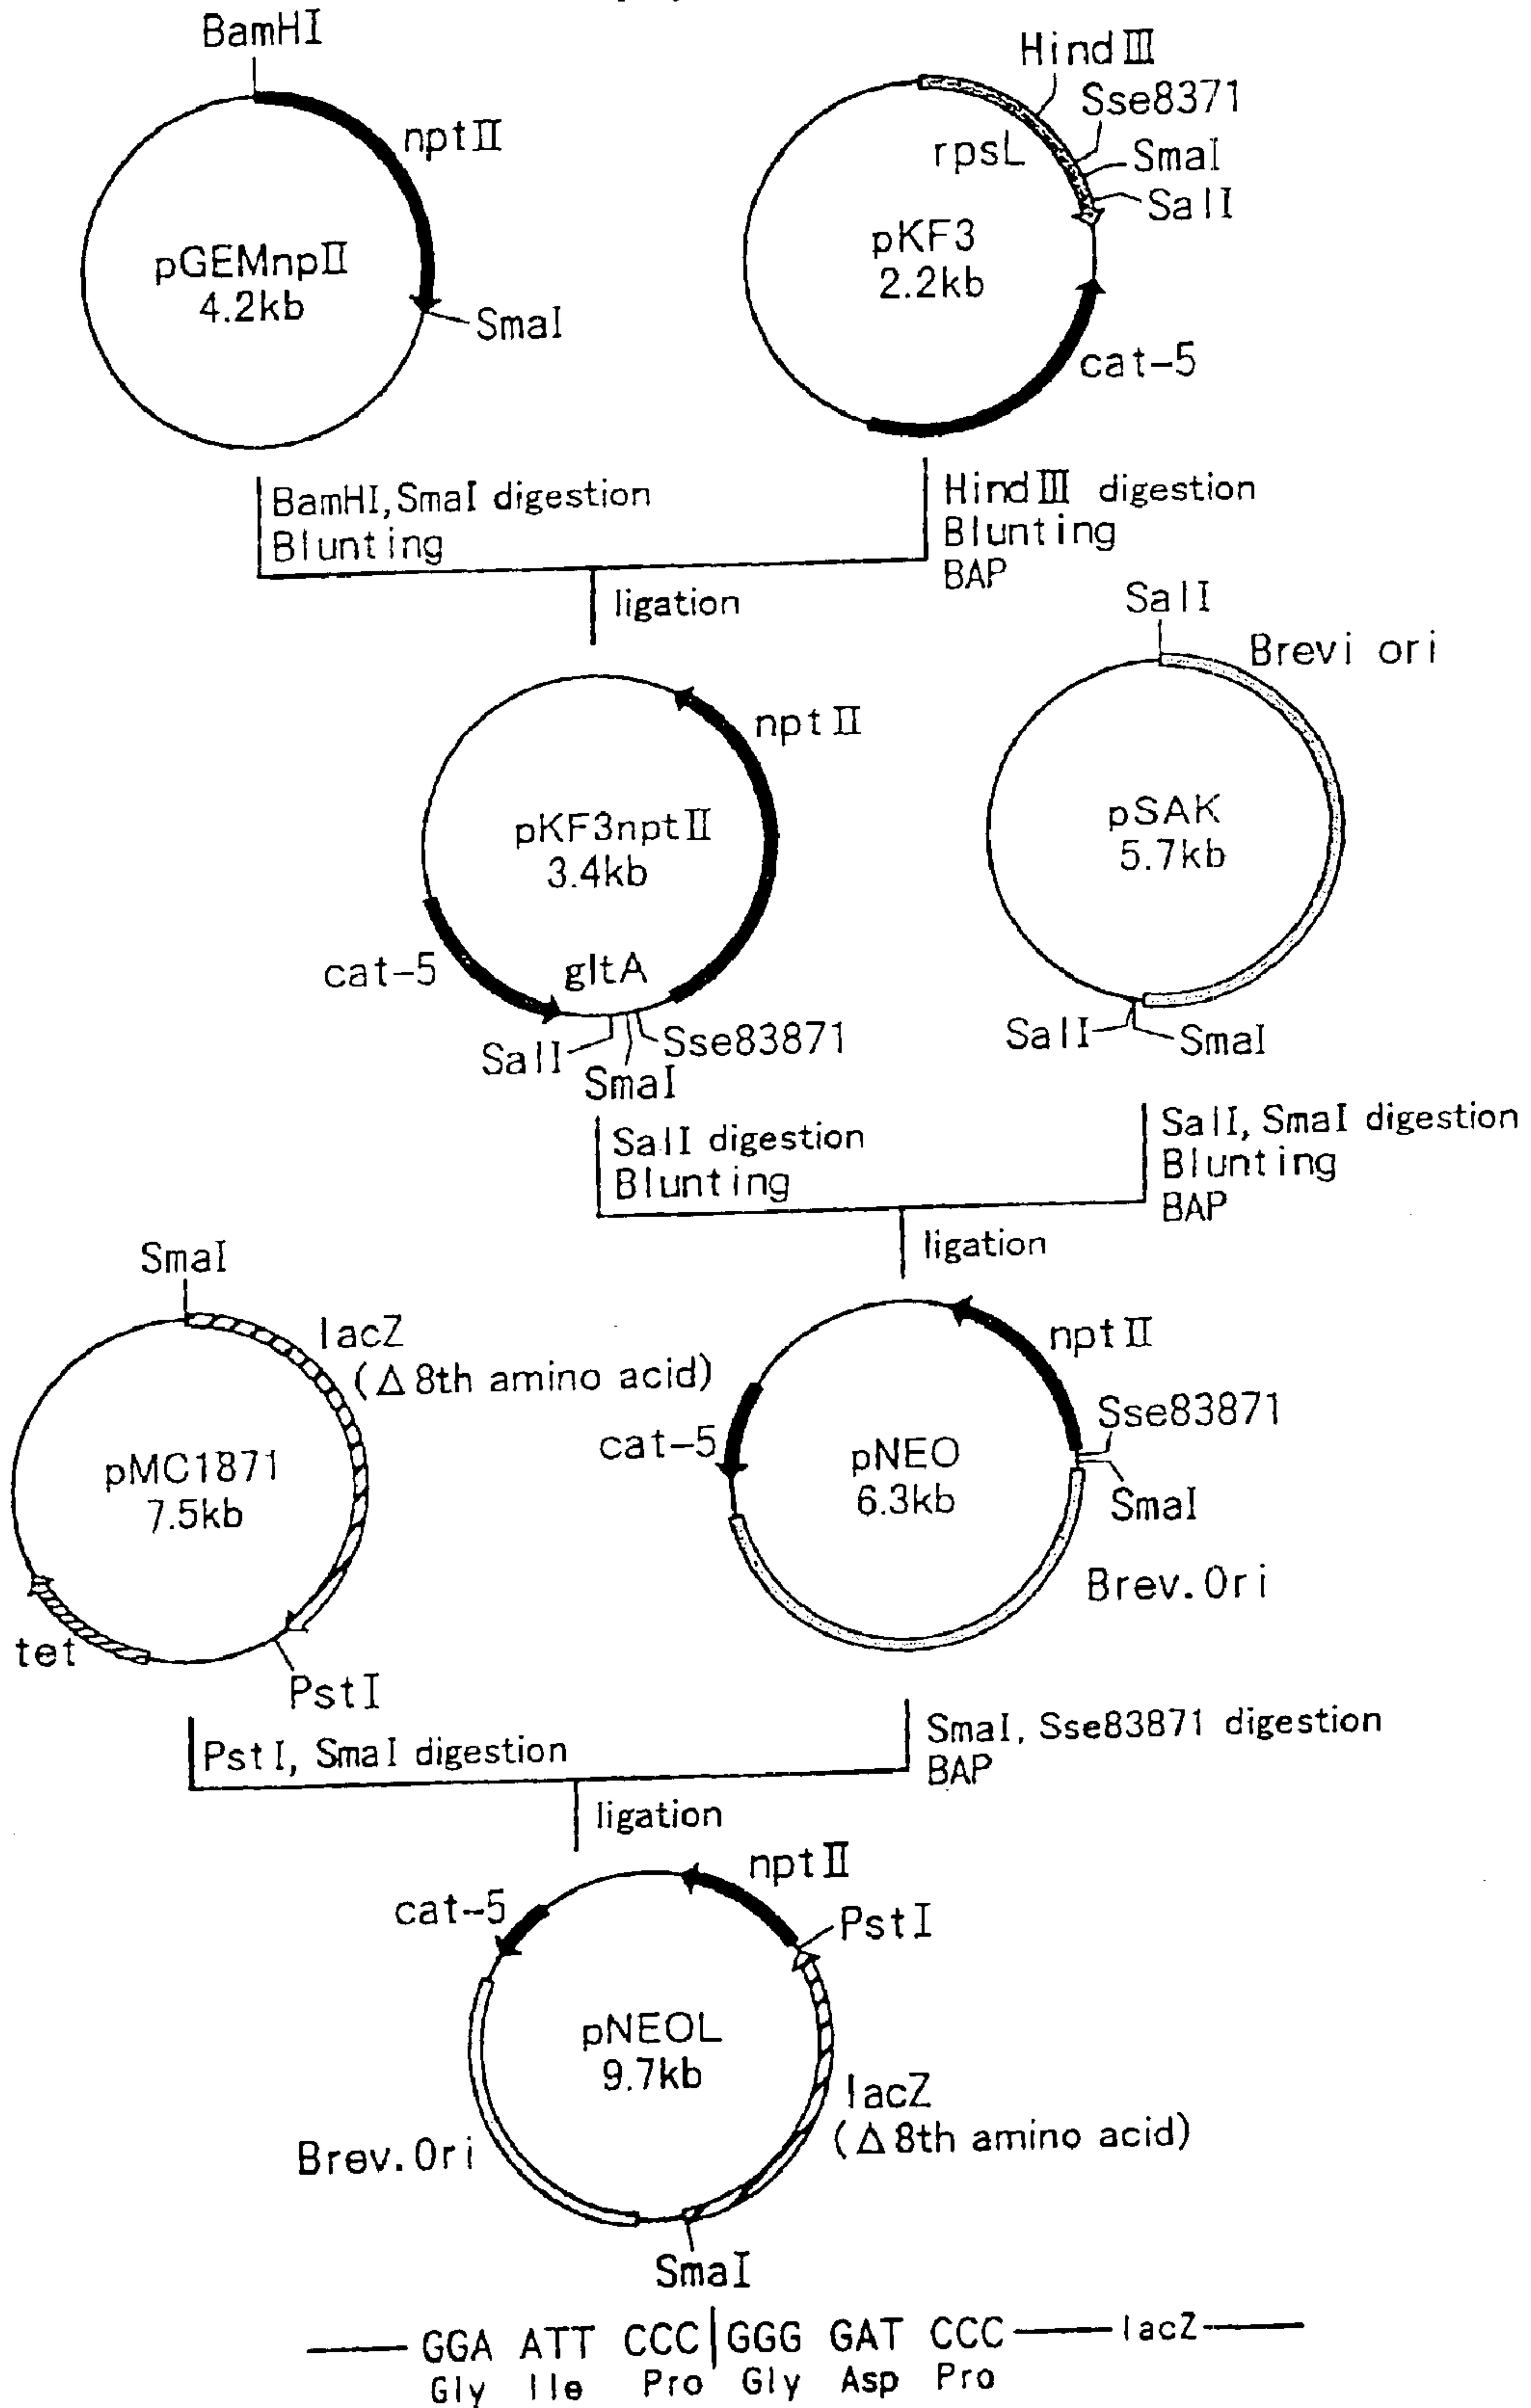 BamHI
nptⅡ
pGEMnpⅡ
4.2kb
SmaI
HindⅢ
Sse8371
SmaI
SalI
rpsL
pKF3
2.2kb
cat-5
BamHI, SmaI digestion
Blunting
HindⅢ digestion
Blunting
BAP
ligation
nptⅡ
pKF3nptⅡ
3.4kb
cat-5
gltA
SalI
SmaI
Sse83871
SalI
Brevi ori
pSAK
5.7kb
SalI
SmaI
SalI digestion
Blunting
SalI, SmaI digestion
Blunting
BAP
ligation
SmaI
lacZ
(Δ8th amino acid)
pMC1871
7.5kb
tet
PstI
nptⅡ
Sse83871
cat-5
pNEO
6.3kb
SmaI
Brev.Ori
PstI, SmaI digestion
SmaI, Sse83871 digestion
BAP
ligation
nptⅡ
cat-5
PstI
pNEOL
9.7kb
lacZ
(Δ8th amino acid)
Brev.Ori
SmaI
GGA ATT CCC|GGG GAT CCC — lacZ
Gly Ile Pro Gly Asp Pro